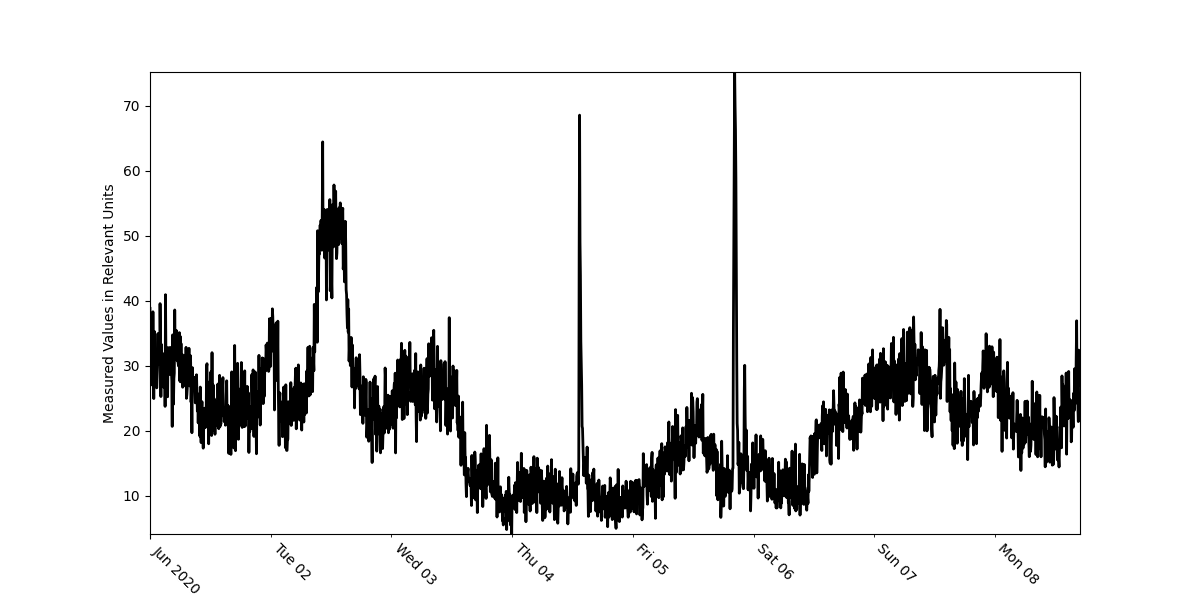 70
60
50
40
30
20
10
Measured Values in Relevant Units
Jun 2020
Tue 02
Wed 03
Thu 04
Fri 05
Sat 06
Sun 07
Mon 08